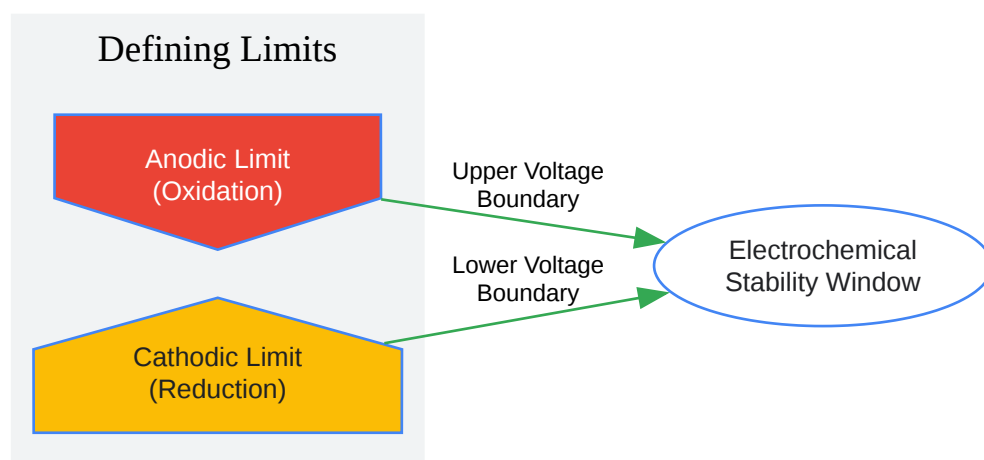 Defining Limits
Anodic Limit
(Oxidation)
Upper Voltage
Boundary
Electrochemical
Stability Window
Lower Voltage
Boundary
Cathodic Limit
(Reduction)